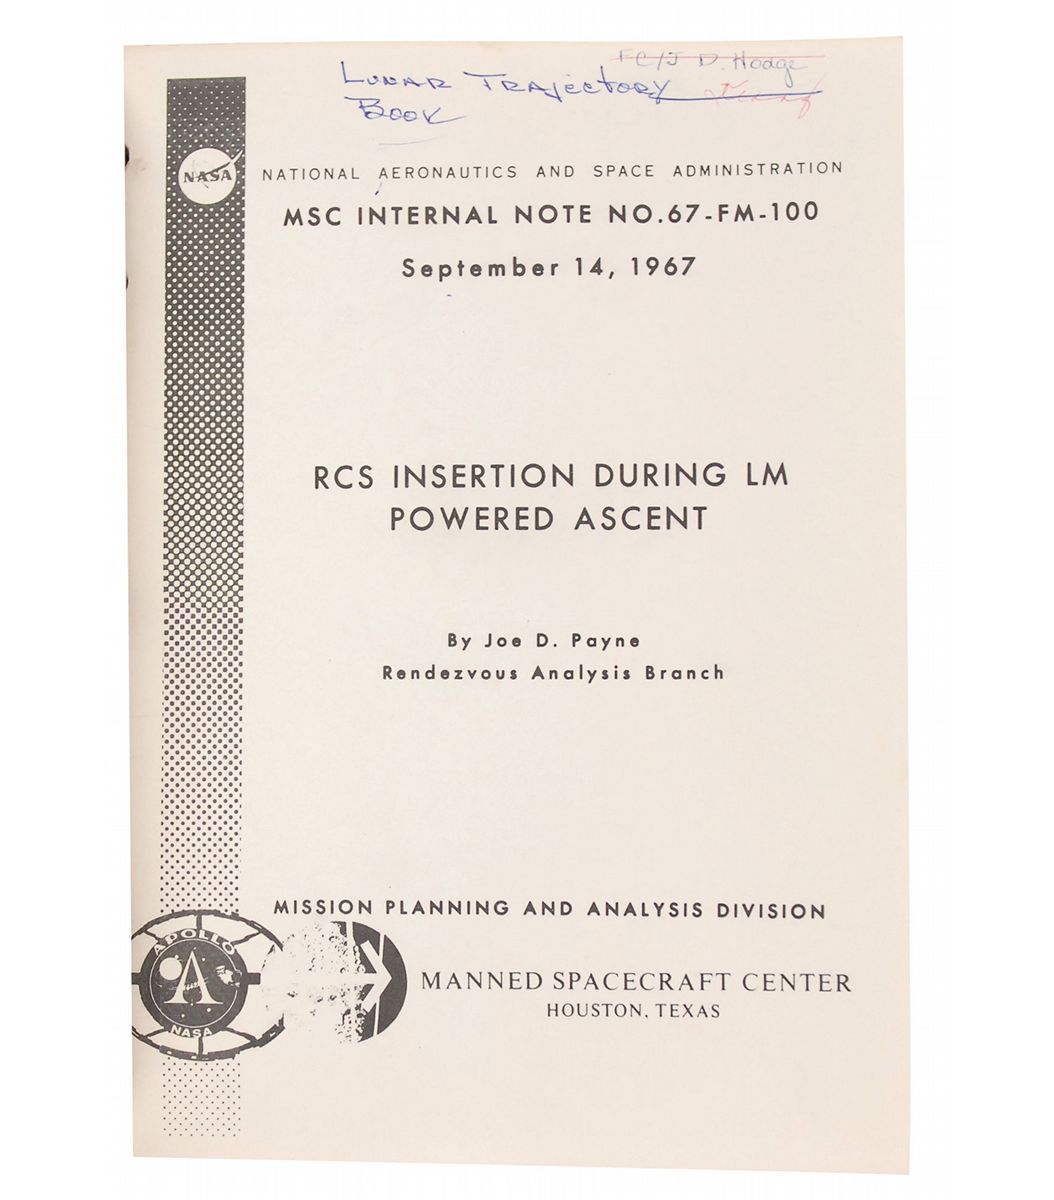 FC/J D. Hodge
LUNAR TRAJECTORY
BOOK
NASA
NATIONAL AERONAUTICS AND SPACE ADMINISTRATION
MSC INTERNAL NOTE NO.67-FM-100
September 14, 1967
RCS INSERTION DURING LM
POWERED ASCENT
By Joe D. Payne
Rendezvous Analysis Branch
MISSION PLANNING AND ANALYSIS DIVISION
APOLLO
NASA
MANNED SPACECRAFT CENTER
HOUSTON, TEXAS